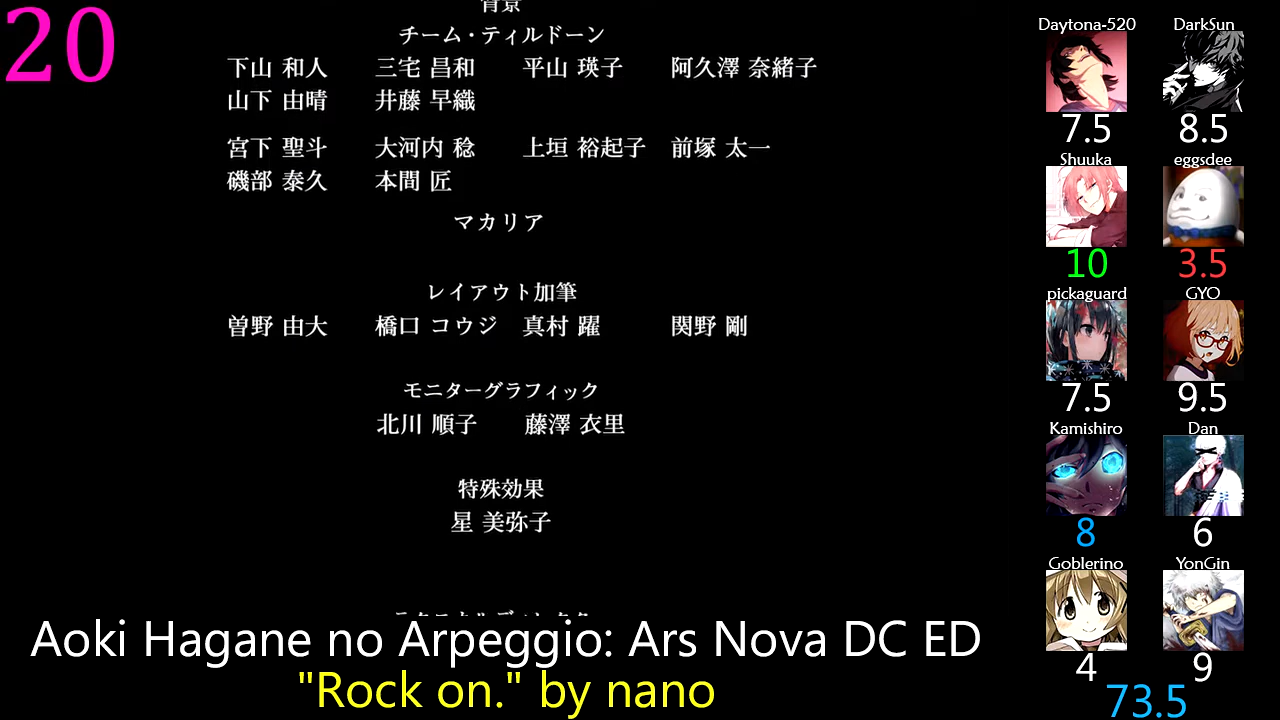 20
背景
チーム・ティルドーン
下山 和人 三宅 昌和 平山 瑛子 阿久澤 奈緒子
山下 由晴 井藤 早織
宮下 聖斗 大河内 稔 上垣 裕起子 前塚 太一
磯部 泰久 本間 匠
マカリア
レイアウト加筆
曽野 由大 橋口 コウジ 真村 躍 関野 剛
モニターグラフィック
北川 順子 藤澤 衣里
特殊効果
星 美弥子
Aoki Hagane no Arpeggio: Ars Nova DC ED
"Rock on." by nano
Daytona-520 DarkSun
7.5 8.5
Shuuka eggsdee
10 3.5
pickaguard GYO
7.5 9.5
Kamishiro Dan
8 6
Goblerino YonGin
4 9
73.5